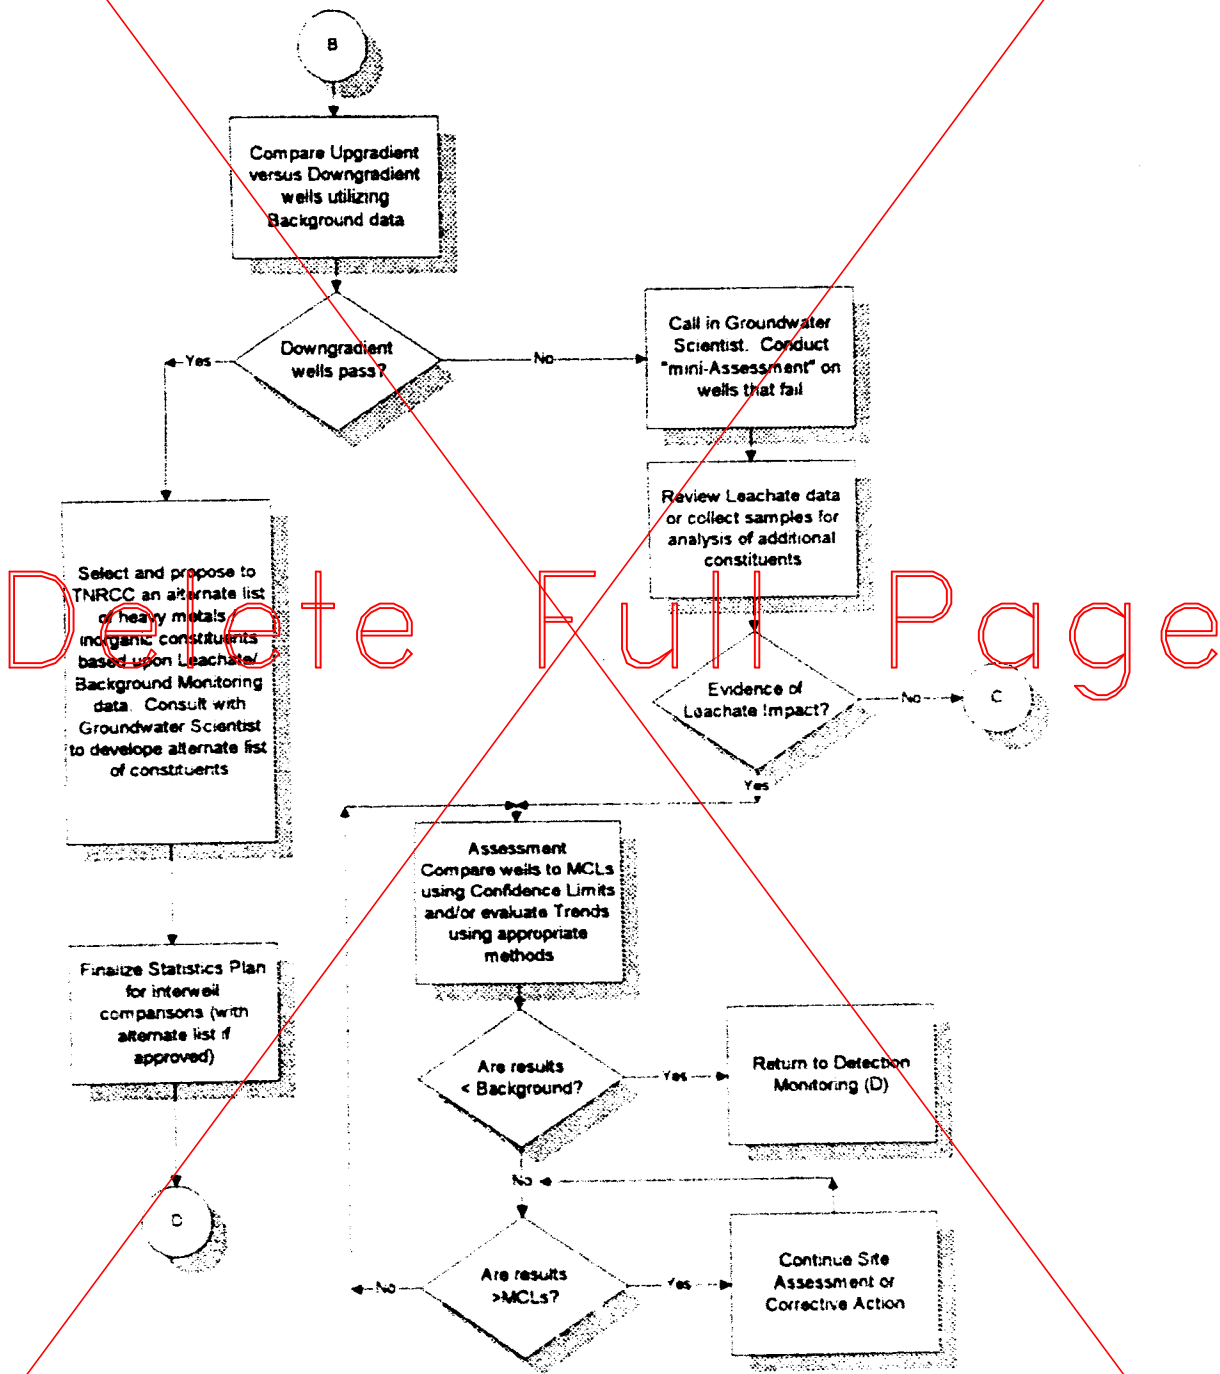 B
Compare Upgradient
versus Downgradient
wells utilizing
Background data
Downgradient
wells pass?
Yes
No
Call in Groundwater
Scientist. Conduct
"mini-Assessment" on
wells that fail
Review Leachate data
or collect samples for
analysis of additional
constituents
Select and propose to
TNRCC an alternate list
of heavy metals /
inorganic constituents
based upon Leachate/
Background Monitoring
data. Consult with
Groundwater Scientist
to develope alternate list
of constituents
Delete Full Page
Evidence of
Leachate Impact?
No
C
Yes
Assessment
Compare wells to MCLs
using Confidence Limits
and/or evaluate Trends
using appropriate
methods
Finalize Statistics Plan
for interwell
comparisons (with
alternate list if
approved)
Are results
< Background?
Yes
Return to Detection
Monitoring (D)
No
C
Are results
>MCLs?
No
Yes
Continue Site
Assessment or
Corrective Action